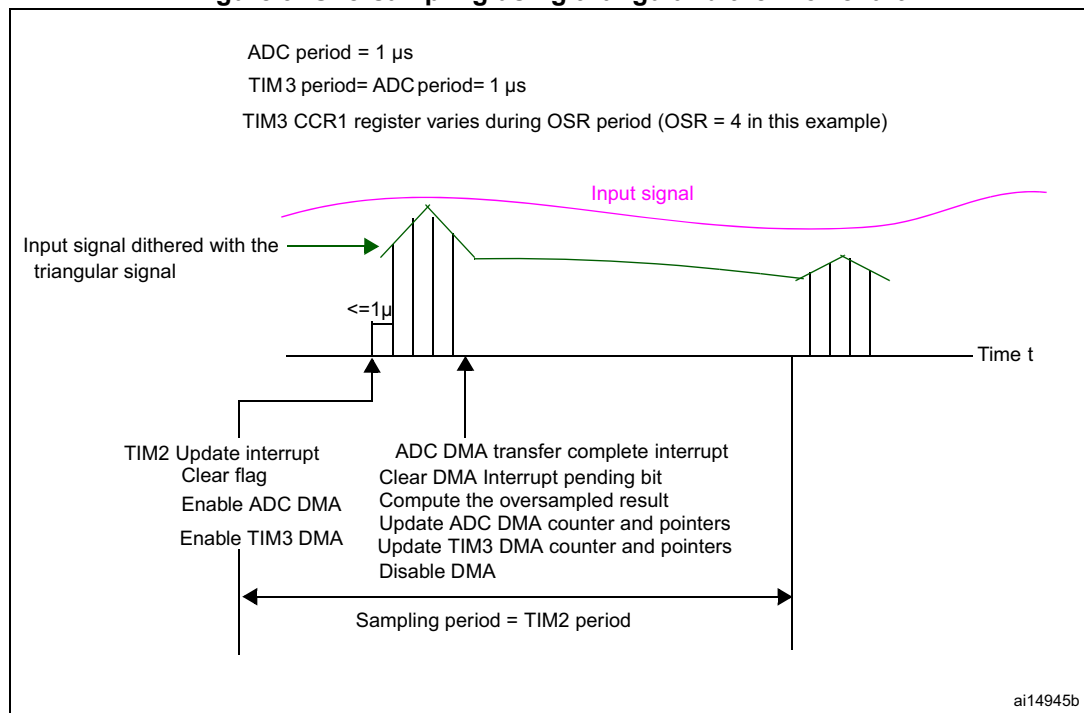 ADC period = 1 µs
TIM3 period= ADC period= 1 µs
TIM3 CCR1 register varies during OSR period (OSR = 4 in this example)
Input signal
Input signal dithered with the
triangular signal
<=1µ
Time t
TIM2 Update interrupt
Clear flag
Enable ADC DMA
Enable TIM3 DMA
ADC DMA transfer complete interrupt
Clear DMA Interrupt pending bit
Compute the oversampled result
Update ADC DMA counter and pointers
Update TIM3 DMA counter and pointers
Disable DMA
Sampling period = TIM2 period
ai14945b